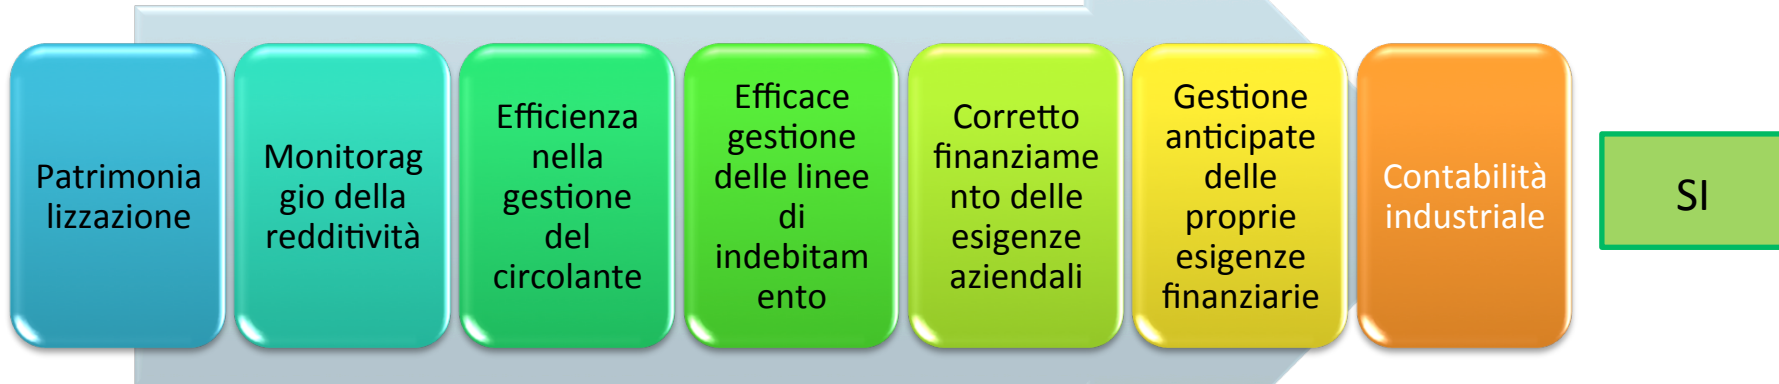 Patrimonia
lizzazione
Monitorag
gio della
redditività
Efficienza
nella
gestione
del
circolante
Efficace
gestione
delle linee
di
indebitam
ento
Corretto
finanziame
nto delle
esigenze
aziendali
Gestione
anticipate
delle
proprie
esigenze
finanziarie
Contabilità
industriale
SI